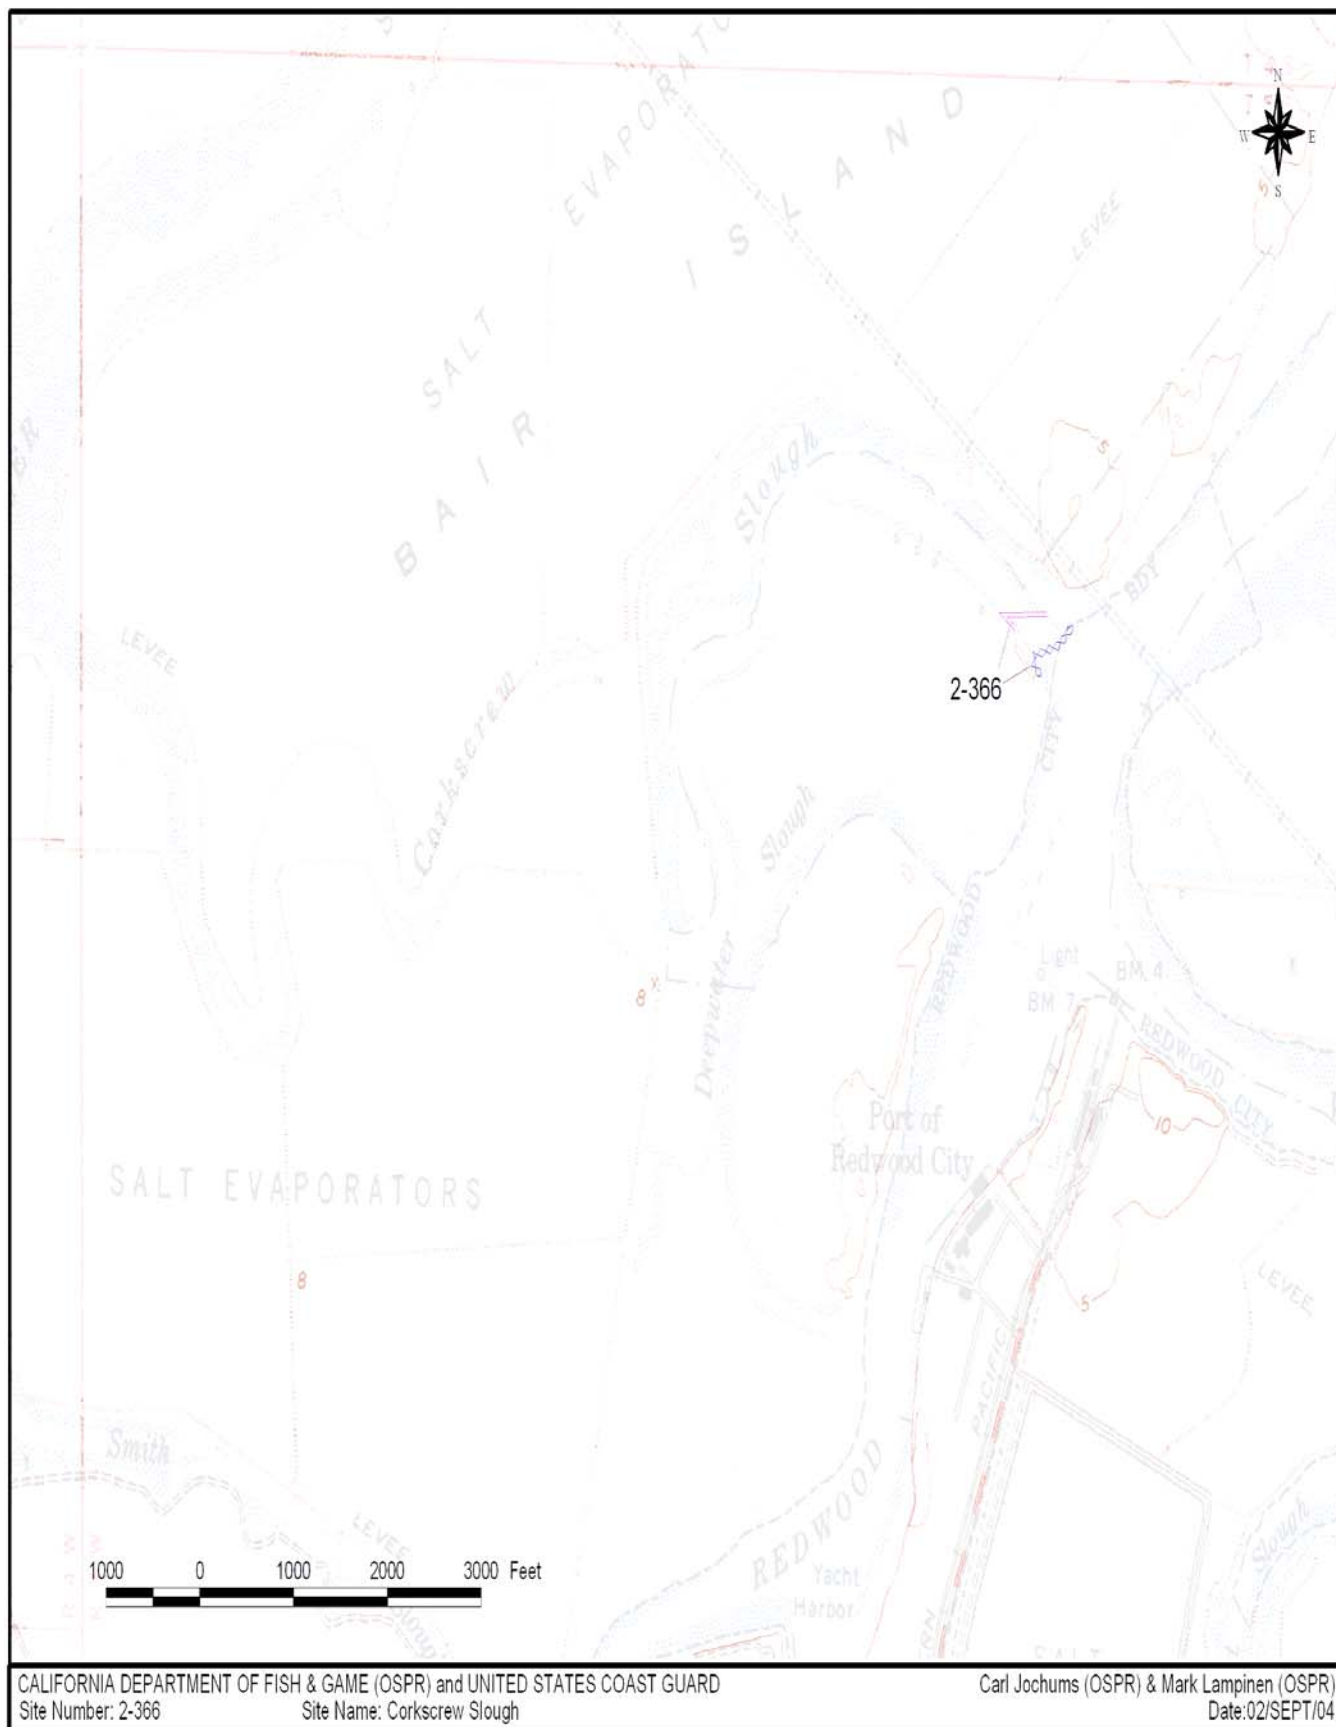 EVAPORATO
N
W E
S
5
ISLAND
LEVEE
SALT
BAIR
Slough
5
BDY
LEVEE
2-366
Corkscrew
CITY
Slough
REDWOOD
Light
BM 4
BM 7
8
Deepwater
REDWOOD CITY
Port of
Redwood City
10
SALT EVAPORATORS
8
LEVEE
5
PACIFIC
Smith
REDWOOD
LEVEE
Slough
Yacht
Harbor
1000 0 1000 2000 3000 Feet
CALIFORNIA DEPARTMENT OF FISH & GAME (OSPR) and UNITED STATES COAST GUARD
Carl Jochums (OSPR) & Mark Lampinen (OSPR)
Site Number: 2-366 Site Name: Corkscrew Slough
Date:02/SEPT/04